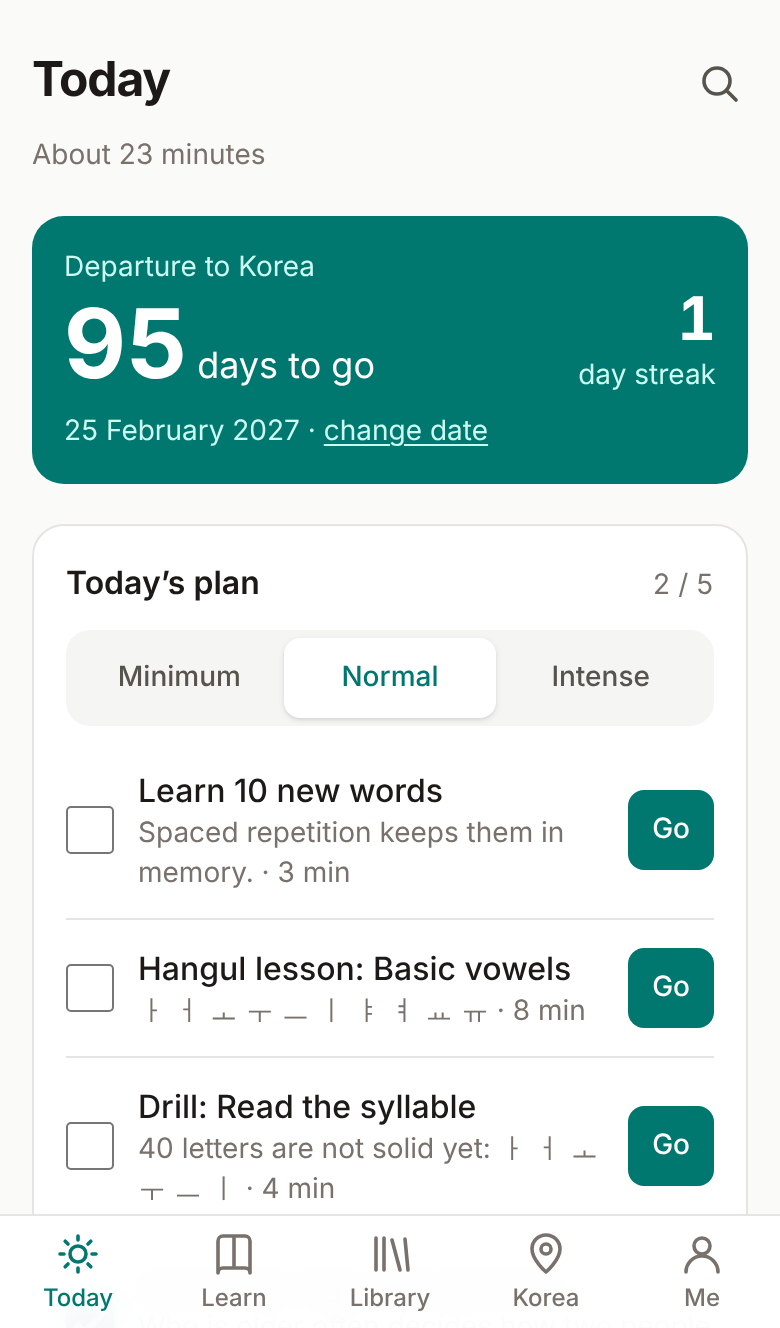 Today
About 23 minutes
Departure to Korea
95 days to go
1
day streak
25 February 2027 · change date
Today’s plan
2 / 5
Minimum
Normal
Intense
Learn 10 new words
Spaced repetition keeps them in
memory. · 3 min
Go
Hangul lesson: Basic vowels
ㅏ ㅓ ㅗ ㅜ ㅡ ㅣ ㅑ ㅕ ㅛ ㅠ · 8 min
Go
Drill: Read the syllable
40 letters are not solid yet: ㅏ ㅓ ㅗ
ㅜ ㅡ ㅣ · 4 min
Go
Today
Learn
Library
Korea
Me